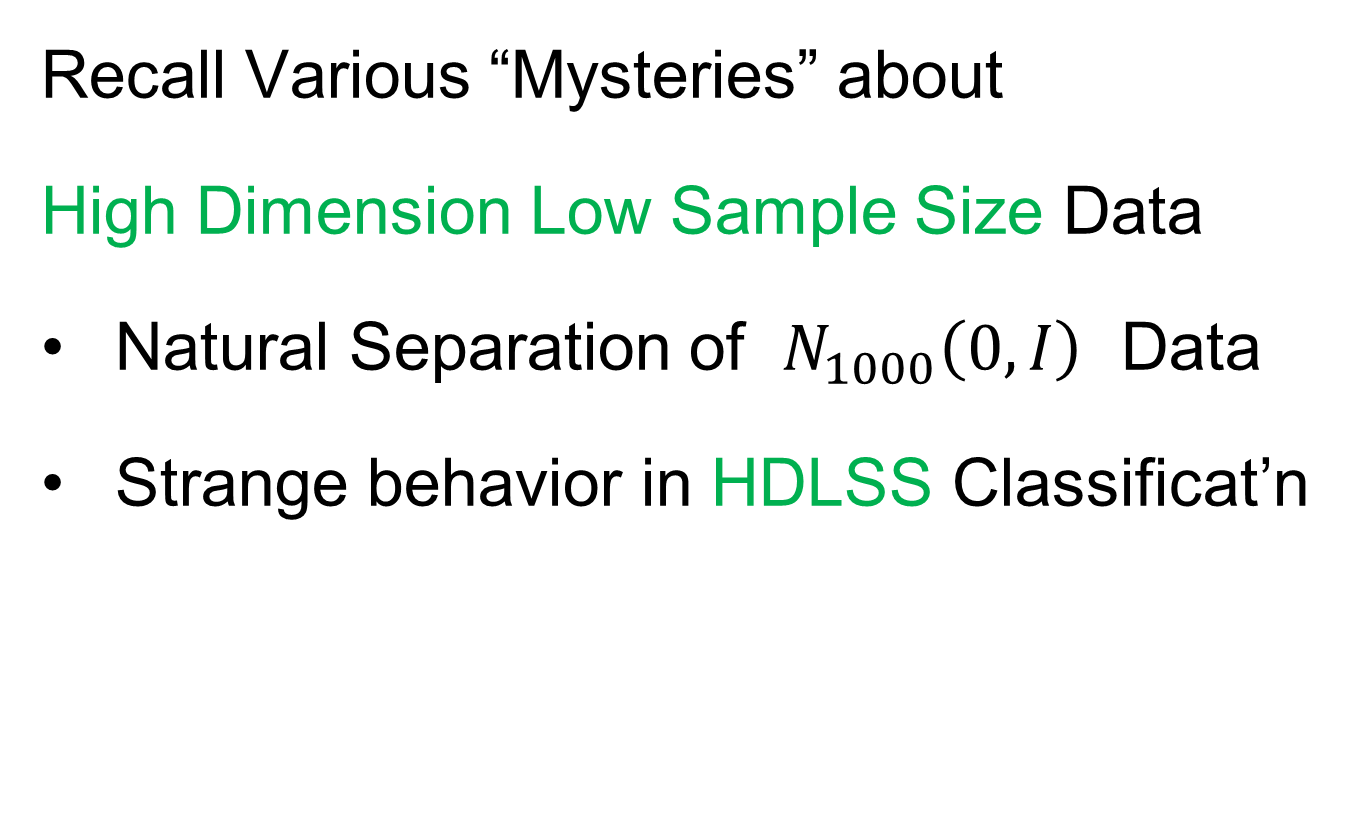 Recall Various “Mysteries” about
High Dimension Low Sample Size Data
• Natural Separation of N₁₀₀₀(0, I) Data
• Strange behavior in HDLSS Classificat’n